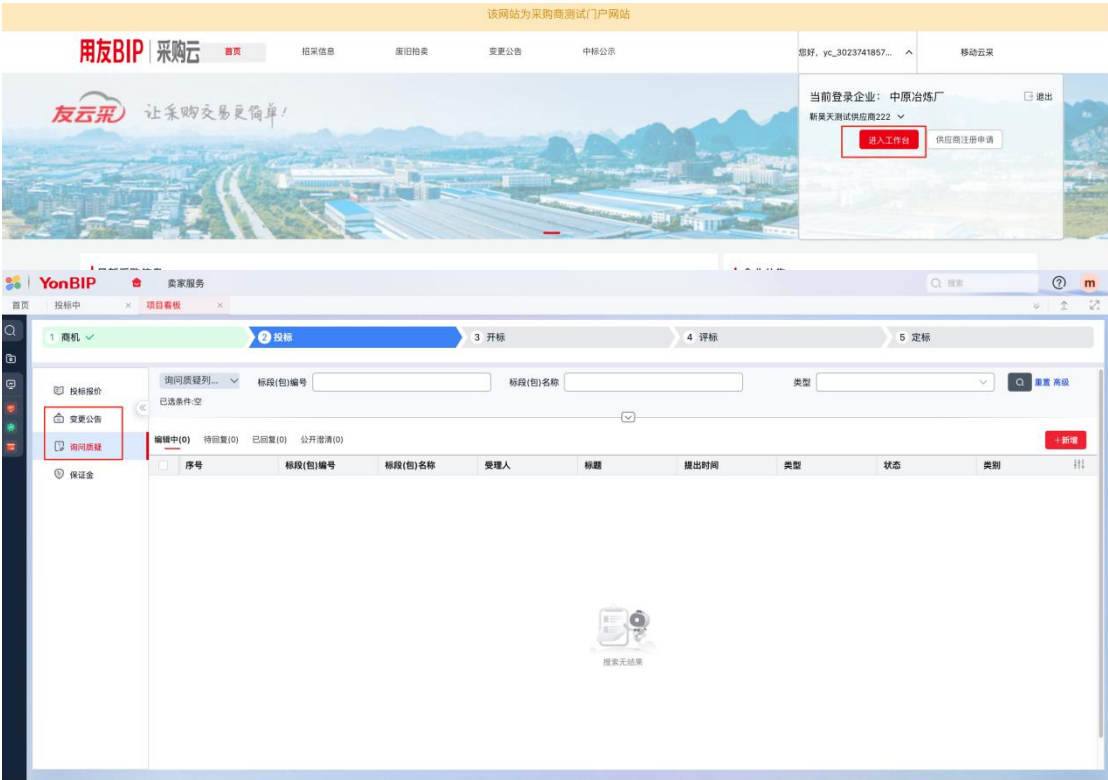 该网站为采购商测试门户网站
用友BIP 采购云 首页 招采信息 废旧拍卖 变更公告 中标公示 您好，yc_3023741857... 移动云采
友云采 让采购交易更简单！
当前登录企业： 中原冶炼厂 退出
新昊天测试供应商222
进入工作台 供应商注册申请
YonBIP 卖家服务 搜索 m
首页 投标中 × 项目看板 ×
1 商机 2 投标 3 开标 4 评标 5 定标
投标报价
变更公告
询问质疑
保证金
询问质疑列... 标段(包)编号 标段(包)名称 类型 重置 高级
已选条件:空
编辑中(0) 待回复(0) 已回复(0) 公开澄清(0) +新增
序号 标段(包)编号 标段(包)名称 受理人 标题 提出时间 类型 状态 类别
搜索无结果